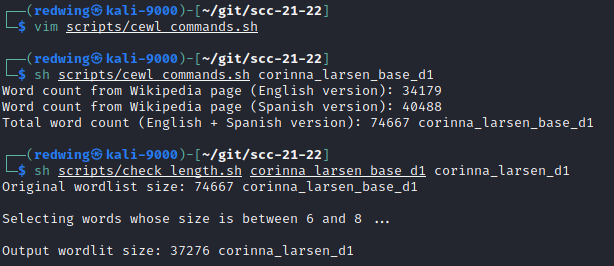 ┌──(redwing㉿kali-9000)-[~/git/scc-21-22]
└─$ vim scripts/cewl_commands.sh
┌──(redwing㉿kali-9000)-[~/git/scc-21-22]
└─$ sh scripts/cewl_commands.sh corinna_larsen_base_d1
Word count from Wikipedia page (English version): 34179
Word count from Wikipedia page (Spanish version): 40488
Total word count (English + Spanish version): 74667 corinna_larsen_base_d1
┌──(redwing㉿kali-9000)-[~/git/scc-21-22]
└─$ sh scripts/check_length.sh corinna_larsen_base_d1 corinna_larsen_d1
Original wordlist size: 74667 corinna_larsen_base_d1
Selecting words whose size is between 6 and 8 ...
Output wordlit size: 37276 corinna_larsen_d1